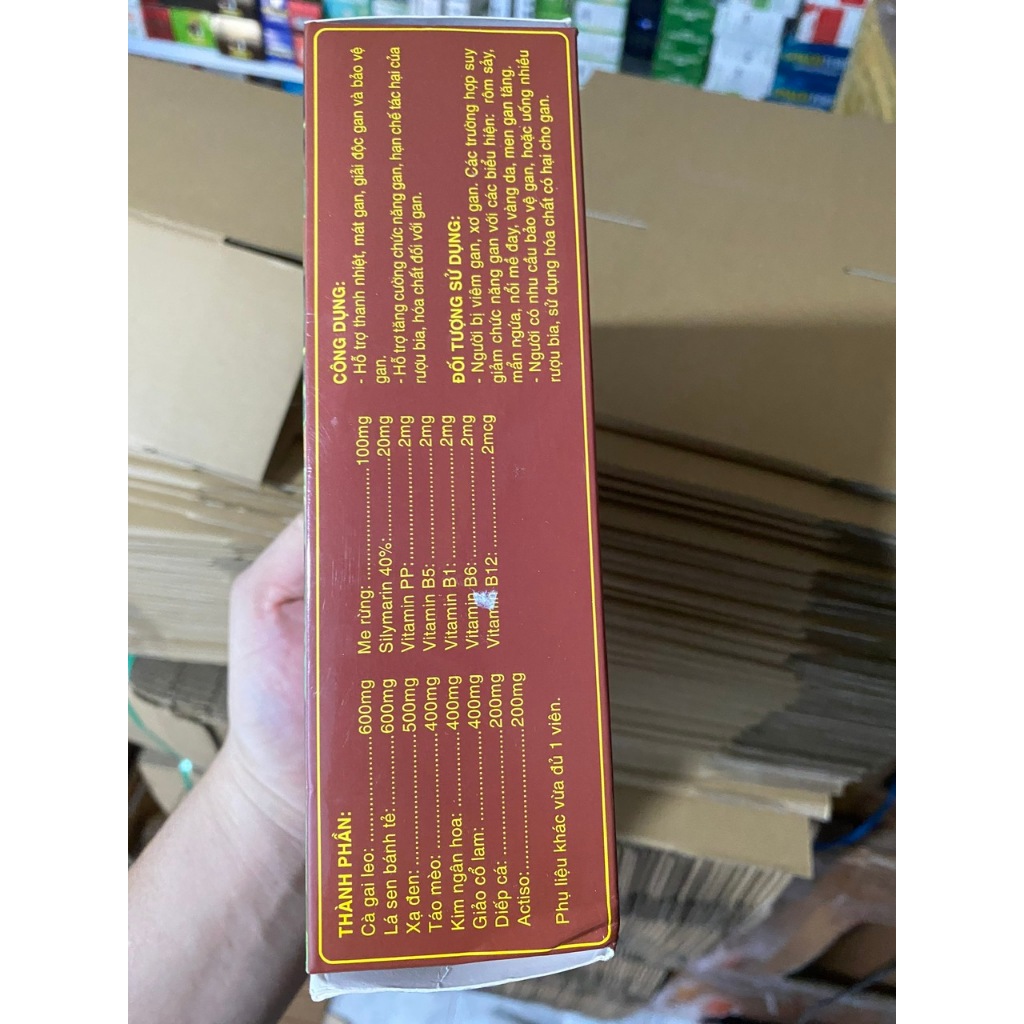 THÀNH PHẦN:
Cà gai leo: ........................600mg
Lá sen bánh tẻ:................600mg
Xạ đen:............................500mg
Táo mèo: ........................400mg
Kim ngân hoa: ................400mg
Giảo cổ lam: ...................400mg
Diếp cá: ..........................200mg
Actiso:..............................200mg
Phụ liệu khác vừa đủ 1 viên.
Me rừng: ........................100mg
Silymarin 40%:................20mg
Vitamin PP:........................2mg
Vitamin B5:........................2mg
Vitamin B1: .......................2mg
Vitamin B6:........................2mg
Vitamin B12: ...................2mcg
CÔNG DỤNG:
- Hỗ trợ thanh nhiệt, mát gan, giải độc gan và bảo vệ
gan.
- Hỗ trợ tăng cường chức năng gan, hạn chế tác hại của
rượu bia, hóa chất đối với gan.
ĐỐI TƯỢNG SỬ DỤNG:
- Người bị viêm gan, xơ gan. Các trường hợp suy
giảm chức năng gan với các biểu hiện: rôm sảy,
mẩn ngứa, nổi mề đay, vàng da, men gan tăng.
- Người có nhu cầu bảo vệ gan, hoặc uống nhiều
rượu bia, sử dụng hóa chất có hại cho gan.